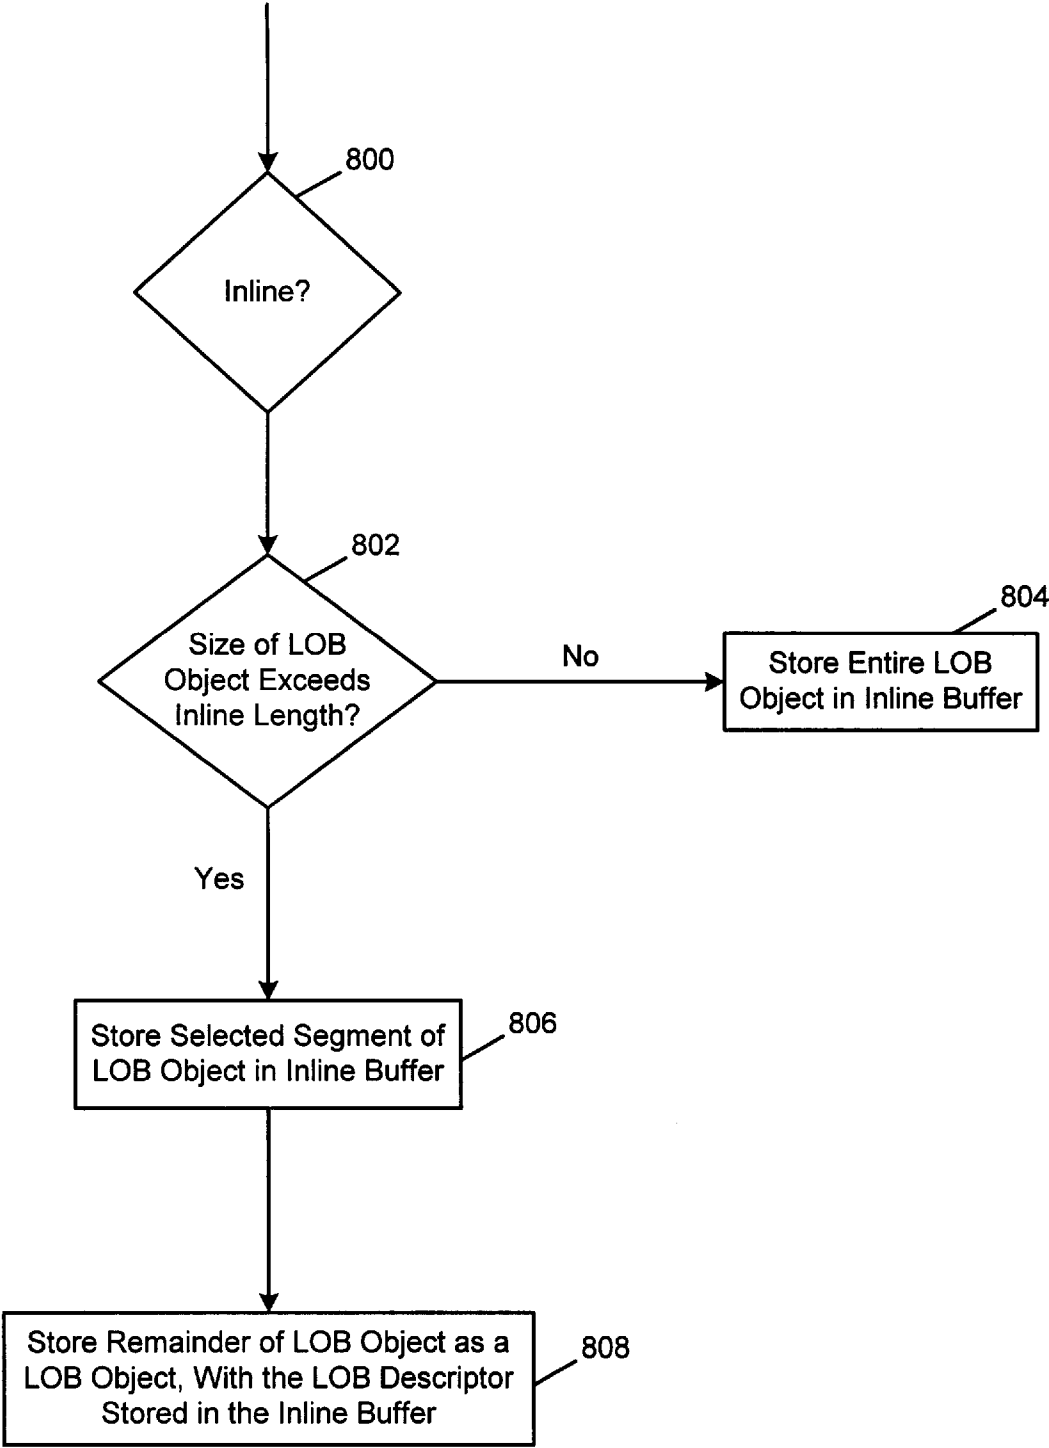 800
Inline?
802
Size of LOB
Object Exceeds
Inline Length?
No
804
Store Entire LOB
Object in Inline Buffer
Yes
806
Store Selected Segment of
LOB Object in Inline Buffer
808
Store Remainder of LOB Object as a
LOB Object, With the LOB Descriptor
Stored in the Inline Buffer